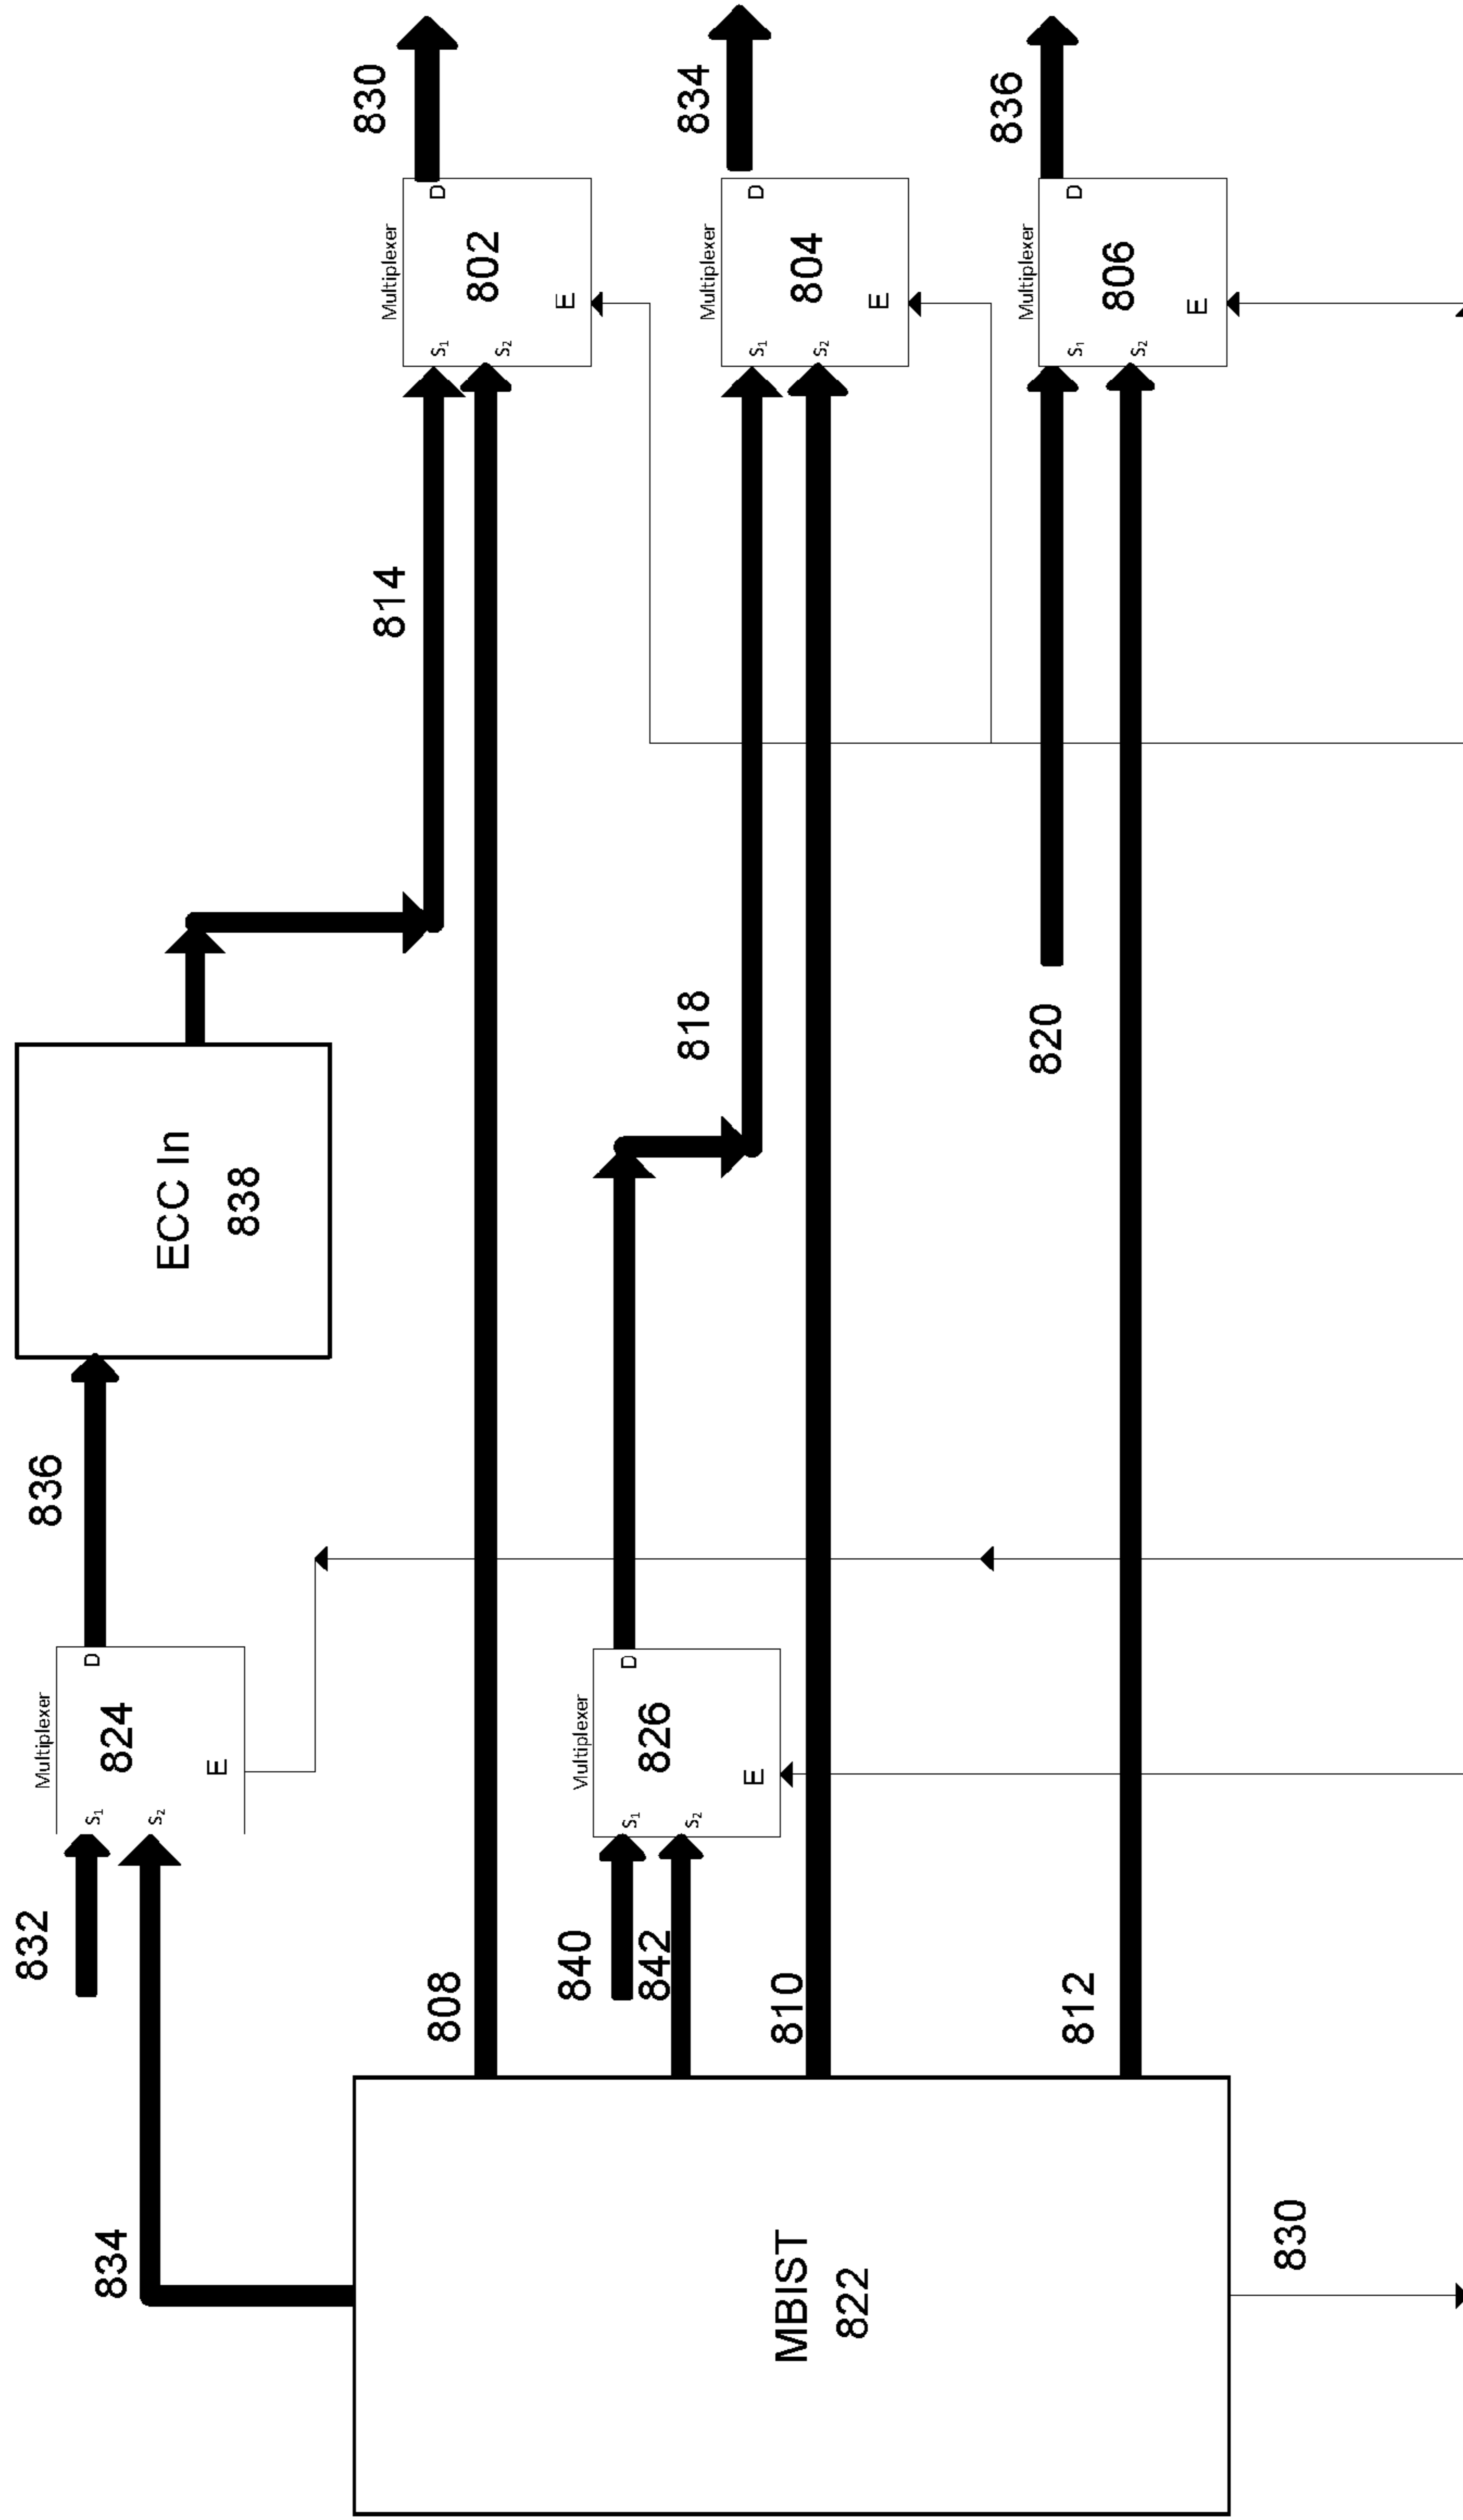 832
836
Multiplexer
S₁
D
834
824
S₂
ECC In
E
838
830
814
Multiplexer
S₁
D
808
802
S₂
E
840
Multiplexer
S₁
D
842
826
S₂
E
818
834
Multiplexer
S₁
D
810
804
S₂
E
MBIST
822
836
Multiplexer
820
S₁
D
812
806
S₂
E
830